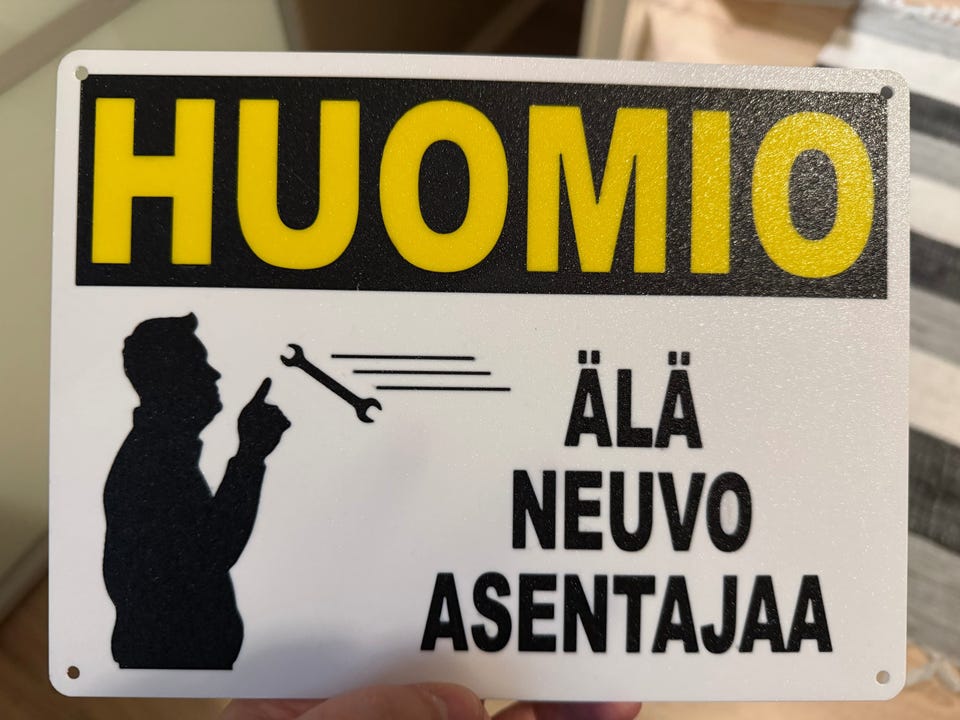 HUOMIO
ÄLÄ
NEUVO
ASENTAJAA